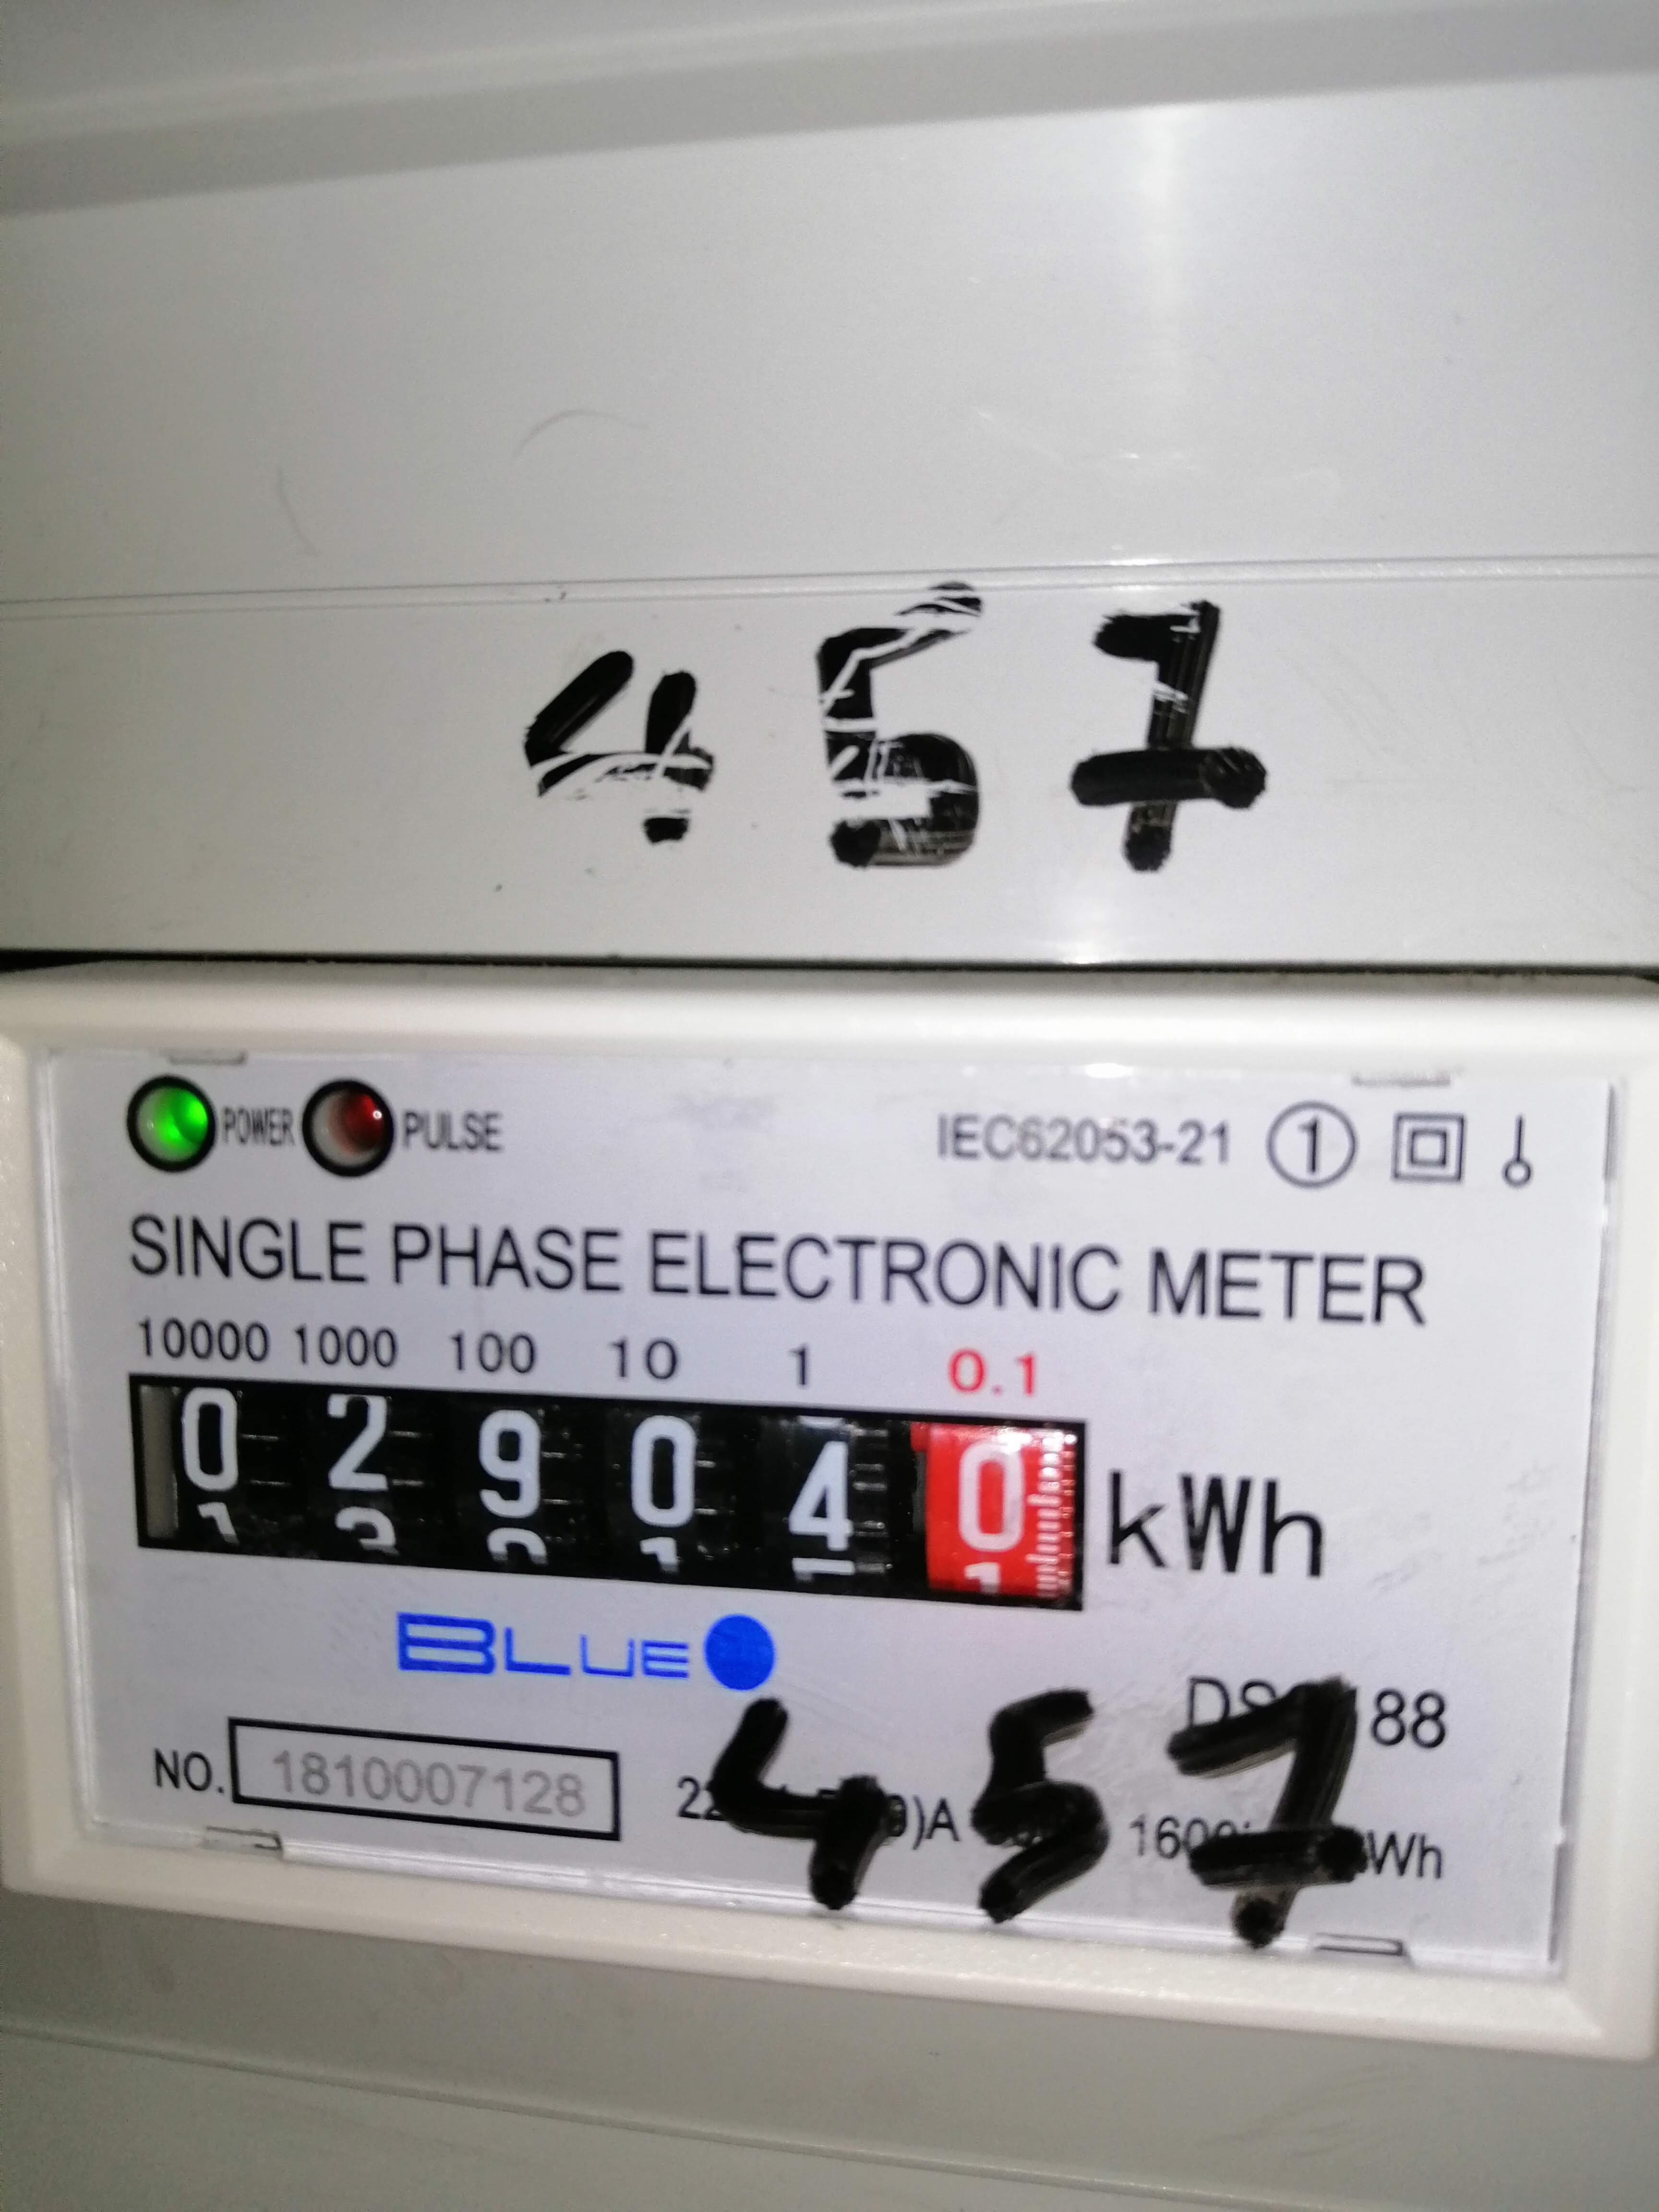 457
POWER PULSE IEC62053-21 1
SINGLE PHASE ELECTRONIC METER
10000 1000 100 10 1 0.1
0 2 9 0 4 0 kWh
BLUE
88
NO. 1810007128
457